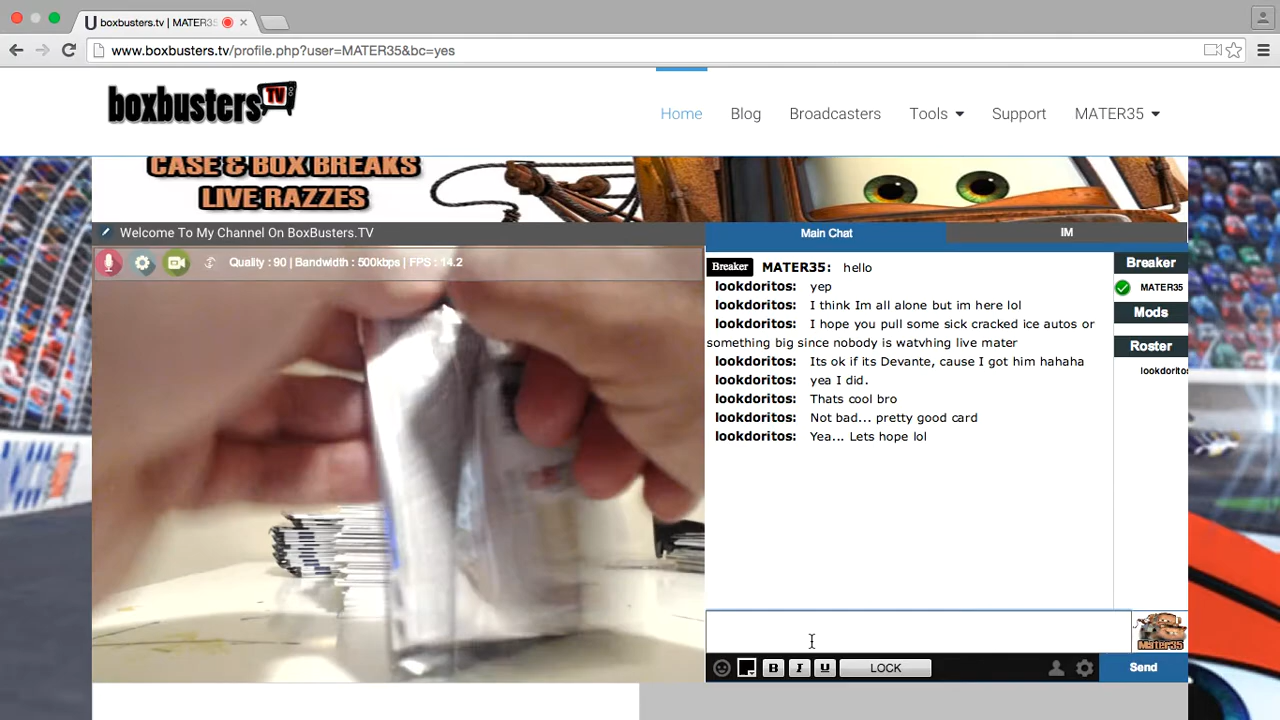 boxbusters.tv | MATER35
www.boxbusters.tv/profile.php?user=MATER35&bc=yes
boxbusters TV
Home Blog Broadcasters Tools Support MATER35
CASE & BOX BREAKS
LIVE RAZZES
Welcome To My Channel On BoxBusters.TV
Main Chat IM
Quality : 90 | Bandwidth : 500kbps | FPS : 14.2
Breaker MATER35: hello
lookdoritos: yep
lookdoritos: I think Im all alone but im here lol
lookdoritos: I hope you pull some sick cracked ice autos or
something big since nobody is watvhing live mater
lookdoritos: Its ok if its Devante, cause I got him hahaha
lookdoritos: yea I did.
lookdoritos: Thats cool bro
lookdoritos: Not bad... pretty good card
lookdoritos: Yea... Lets hope lol
Breaker
MATER35
Mods
Roster
lookdoritos
Mater35
B I U LOCK Send